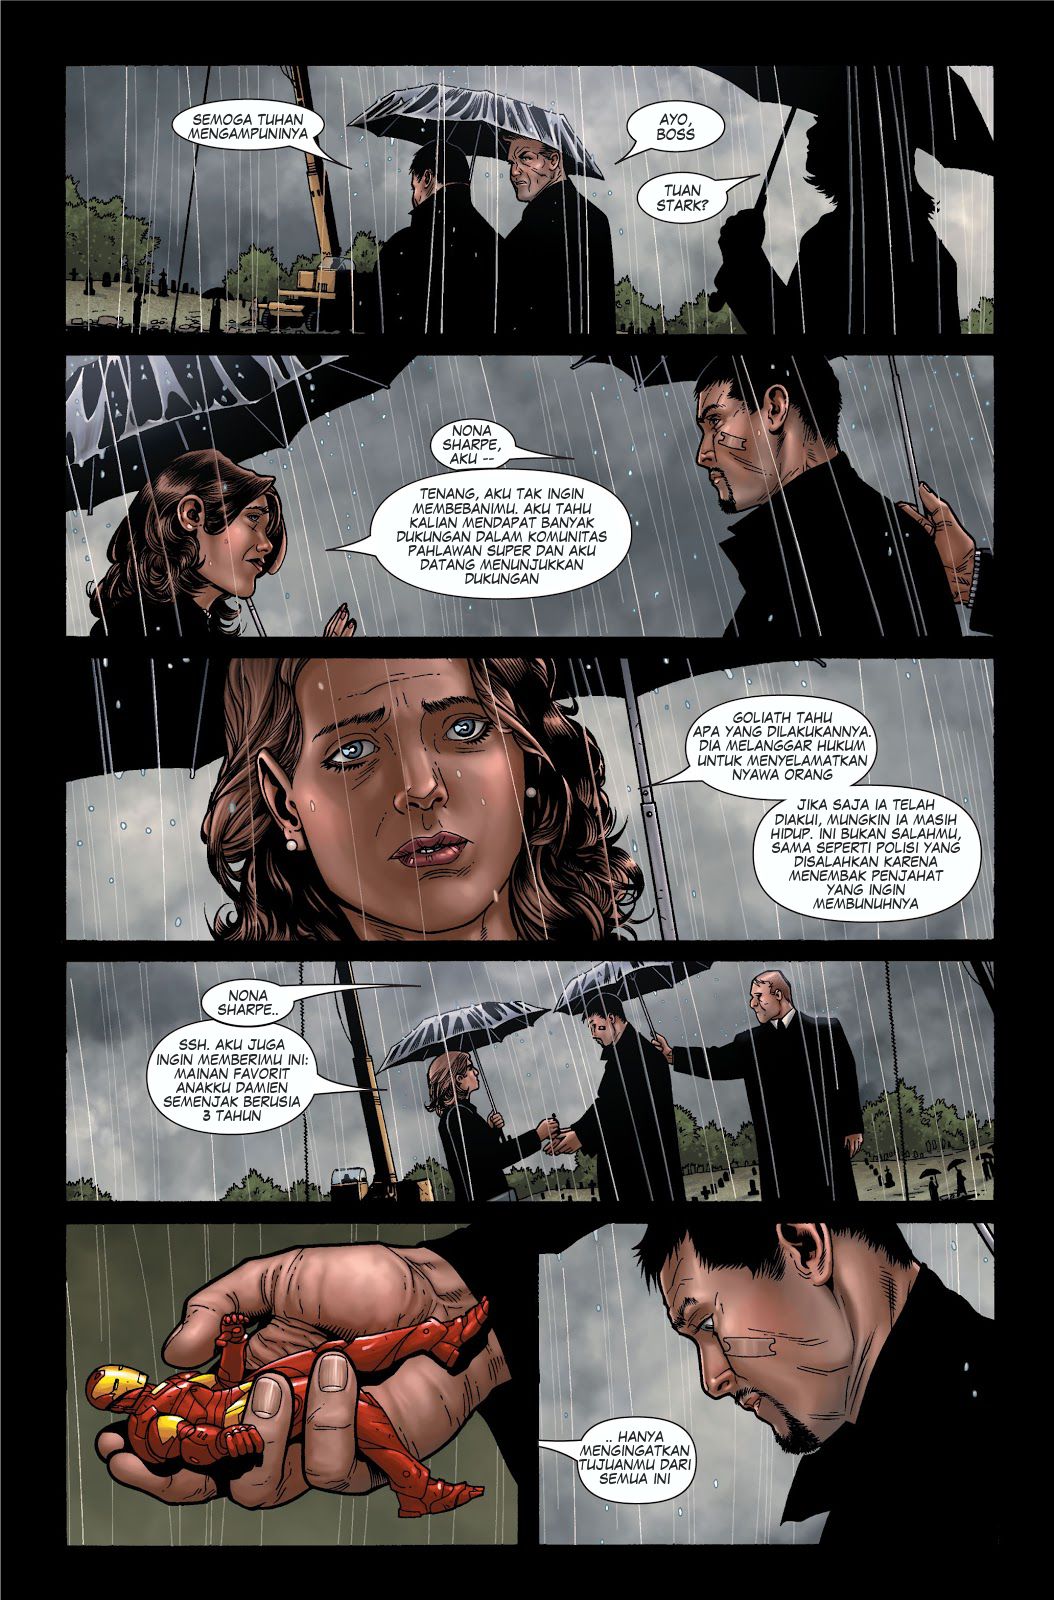 SEMOGA TUHAN
MENGAMPUNINYA
AYO,
BOSS
TUAN
STARK?
NONA
SHARPE,
AKU --
TENANG, AKU TAK INGIN
MEMBEBANIMU. AKU TAHU
KALIAN MENDAPAT BANYAK
DUKUNGAN DALAM KOMUNITAS
PAHLAWAN SUPER DAN AKU
DATANG MENUNJUKKAN
DUKUNGAN
GOLIATH TAHU
APA YANG DILAKUKANNYA.
DIA MELANGGAR HUKUM
UNTUK MENYELAMATKAN
NYAWA ORANG
JIKA SAJA IA TELAH
DIAKUI, MUNGKIN IA MASIH
HIDUP. INI BUKAN SALAHMU,
SAMA SEPERTI POLISI YANG
DISALAHKAN KARENA
MENEMBAK PENJAHAT
YANG INGIN
MEMBUNUHNYA
NONA
SHARPE..
SSH. AKU JUGA
INGIN MEMBERIMU INI:
MAINAN FAVORIT
ANAKKU DAMIEN
SEMENJAK BERUSIA
3 TAHUN
.. HANYA
MENGINGATKAN
TUJUANMU DARI
SEMUA INI